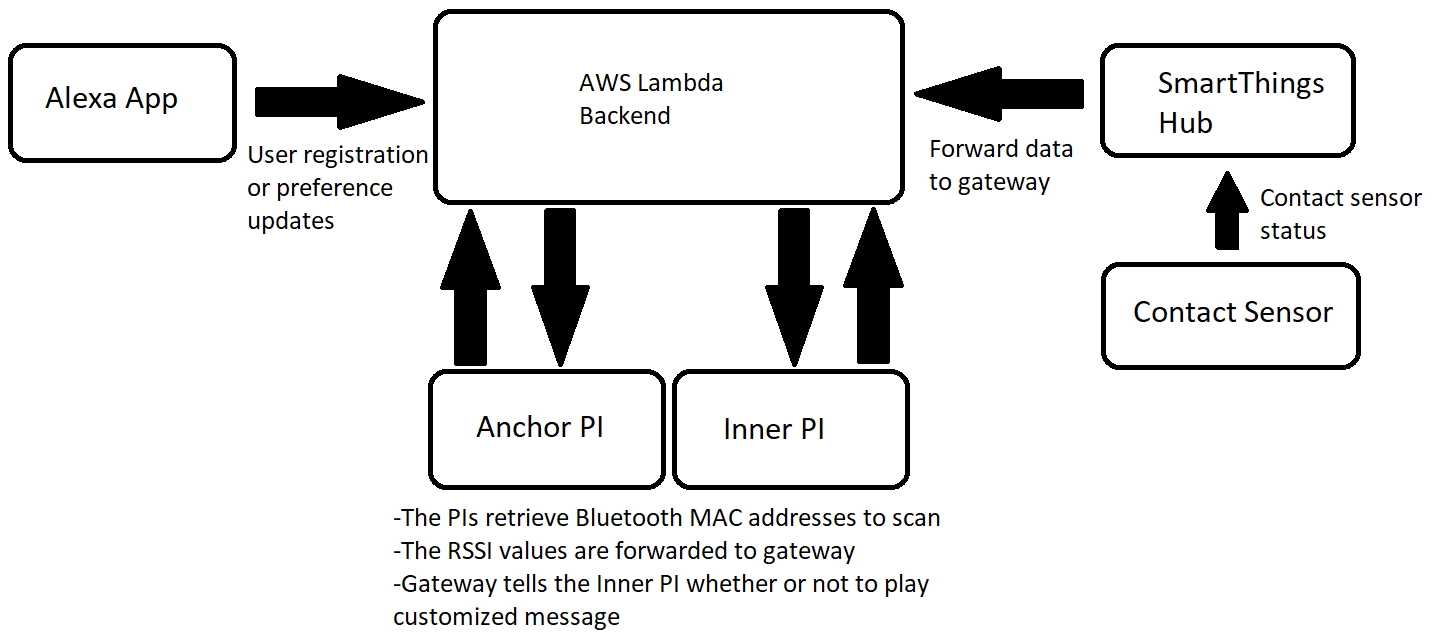 Alexa App
User registration
or preference
updates
AWS Lambda
Backend
SmartThings
Hub
Forward data
to gateway
Contact sensor
status
Contact Sensor
Anchor PI
Inner PI
-The PIs retrieve Bluetooth MAC addresses to scan
-The RSSI values are forwarded to gateway
-Gateway tells the Inner PI whether or not to play
customized message